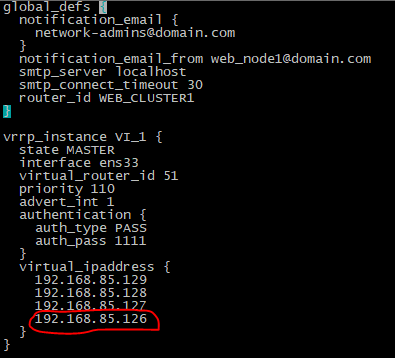 global_defs {
  notification_email {
    network-admins@domain.com
  }
  notification_email_from web_node1@domain.com
  smtp_server localhost
  smtp_connect_timeout 30
  router_id WEB_CLUSTER1
}

vrrp_instance VI_1 {
  state MASTER
  interface ens33
  virtual_router_id 51
  priority 110
  advert_int 1
  authentication {
    auth_type PASS
    auth_pass 1111
  }
  virtual_ipaddress {
    192.168.85.129
    192.168.85.128
    192.168.85.127
    192.168.85.126
  }
}